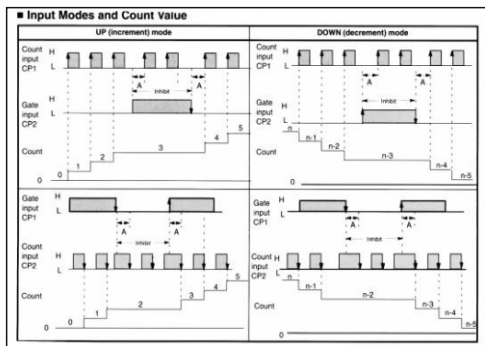 ■ Input Modes and Count Value
UP (increment) mode
DOWN (decrement) mode
Count
input
CP1
H
L
A
A
Inhibit
Gate
input
CP2
H
L
Count
0
0
1
2
3
4
5
Count
input
CP1
H
L
A
A
Inhibit
Gate
input
CP2
H
L
Count
0
n
n-1
n-2
n-3
n-4
n-5
Gate
input
CP1
H
L
A
A
Inhibit
Count
input
CP2
H
L
Count
0
0
1
2
3
4
5
Gate
input
CP1
H
L
A
A
Inhibit
Count
input
CP2
H
L
Count
0
n
n-1
n-2
n-3
n-4
n-5